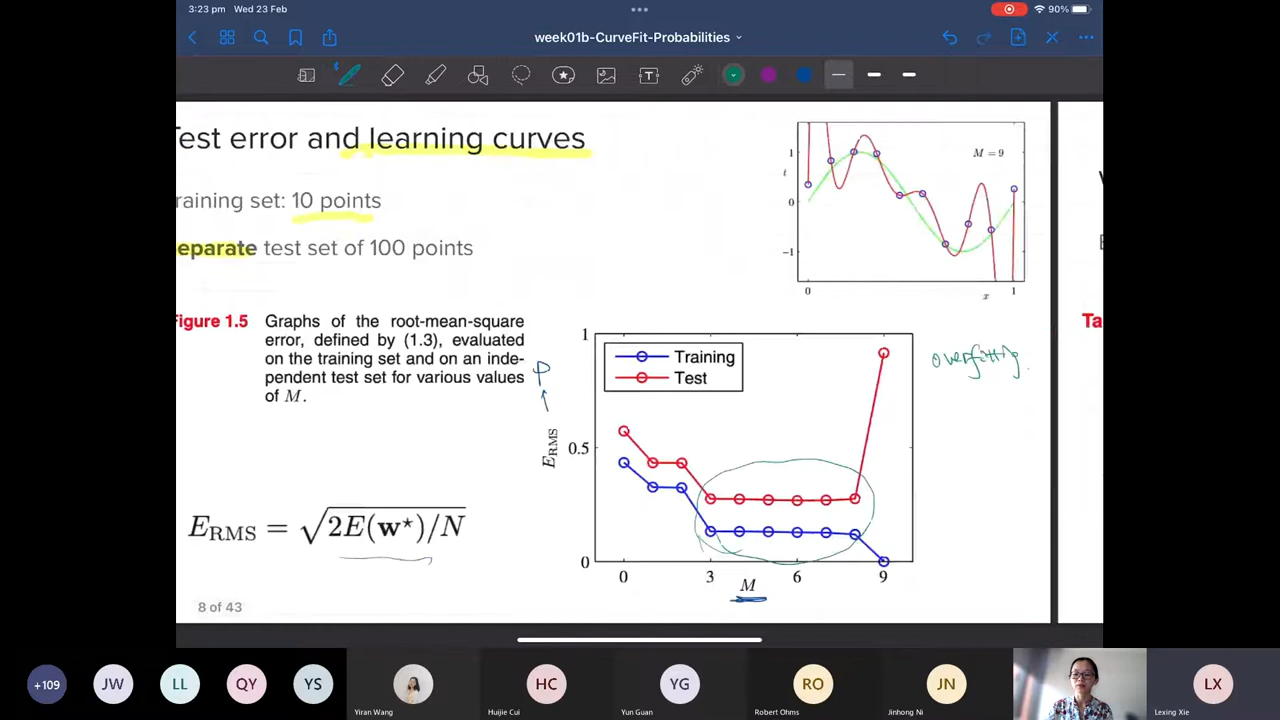 3:23 pm Wed 23 Feb
90%
week01b-CurveFit-Probabilities
Test error and learning curves
raining set: 10 points
eparate test set of 100 points
M = 9
1
t
0
−1
0
x
1
Figure 1.5 Graphs of the root-mean-square
error, defined by (1.3), evaluated
on the training set and on an inde-
pendent test set for various values
of M.
P
E_RMS
1
0.5
0
Training
Test
0
3
6
9
M
overfitting.
E_RMS = √2E(w⋆)/N
8 of 43
Ta
+109
JW
LL
QY
YS
Yiran Wang
HC
Huijie Cui
YG
Yun Guan
RO
Robert Ohms
JN
Jinhong Ni
LX
Lexing Xie